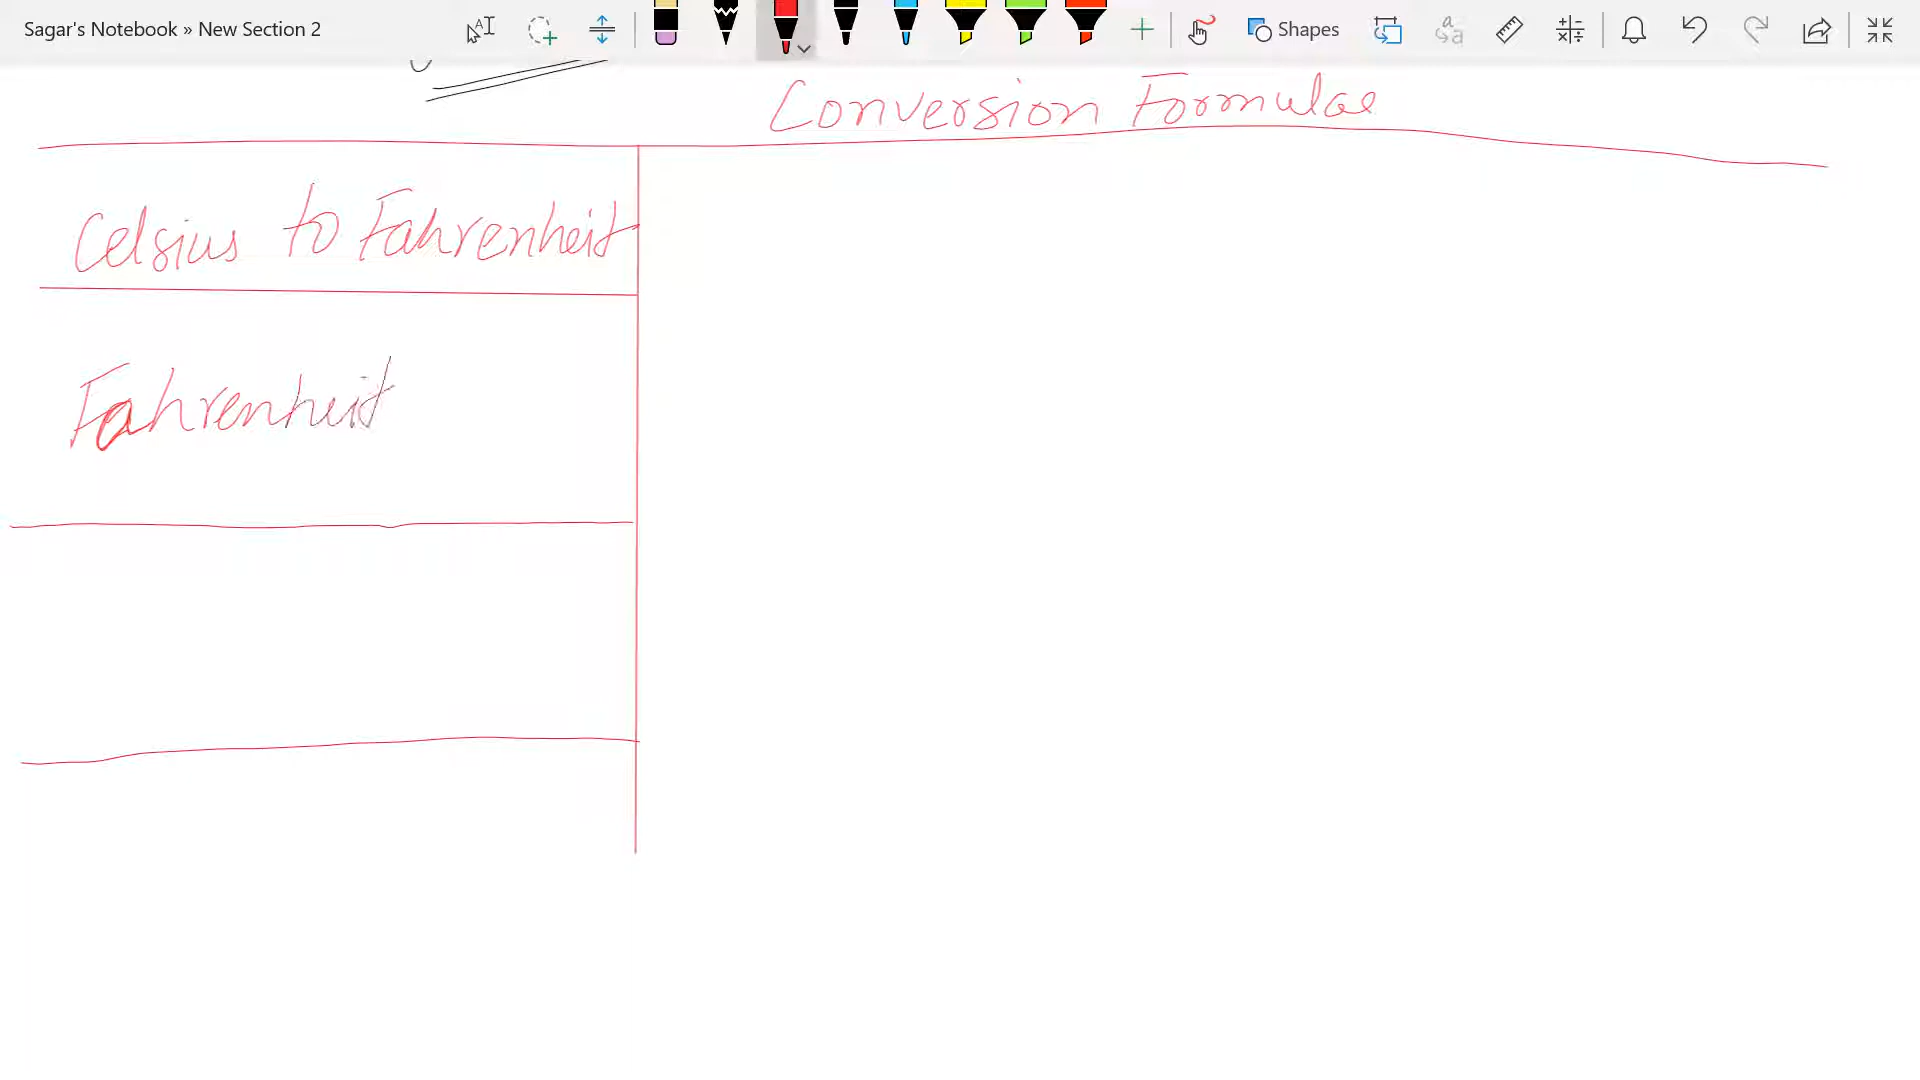 Sagar's Notebook » New Section 2
Shapes
Conversion Formulae
Celsius to Fahrenheit
Fahrenheit